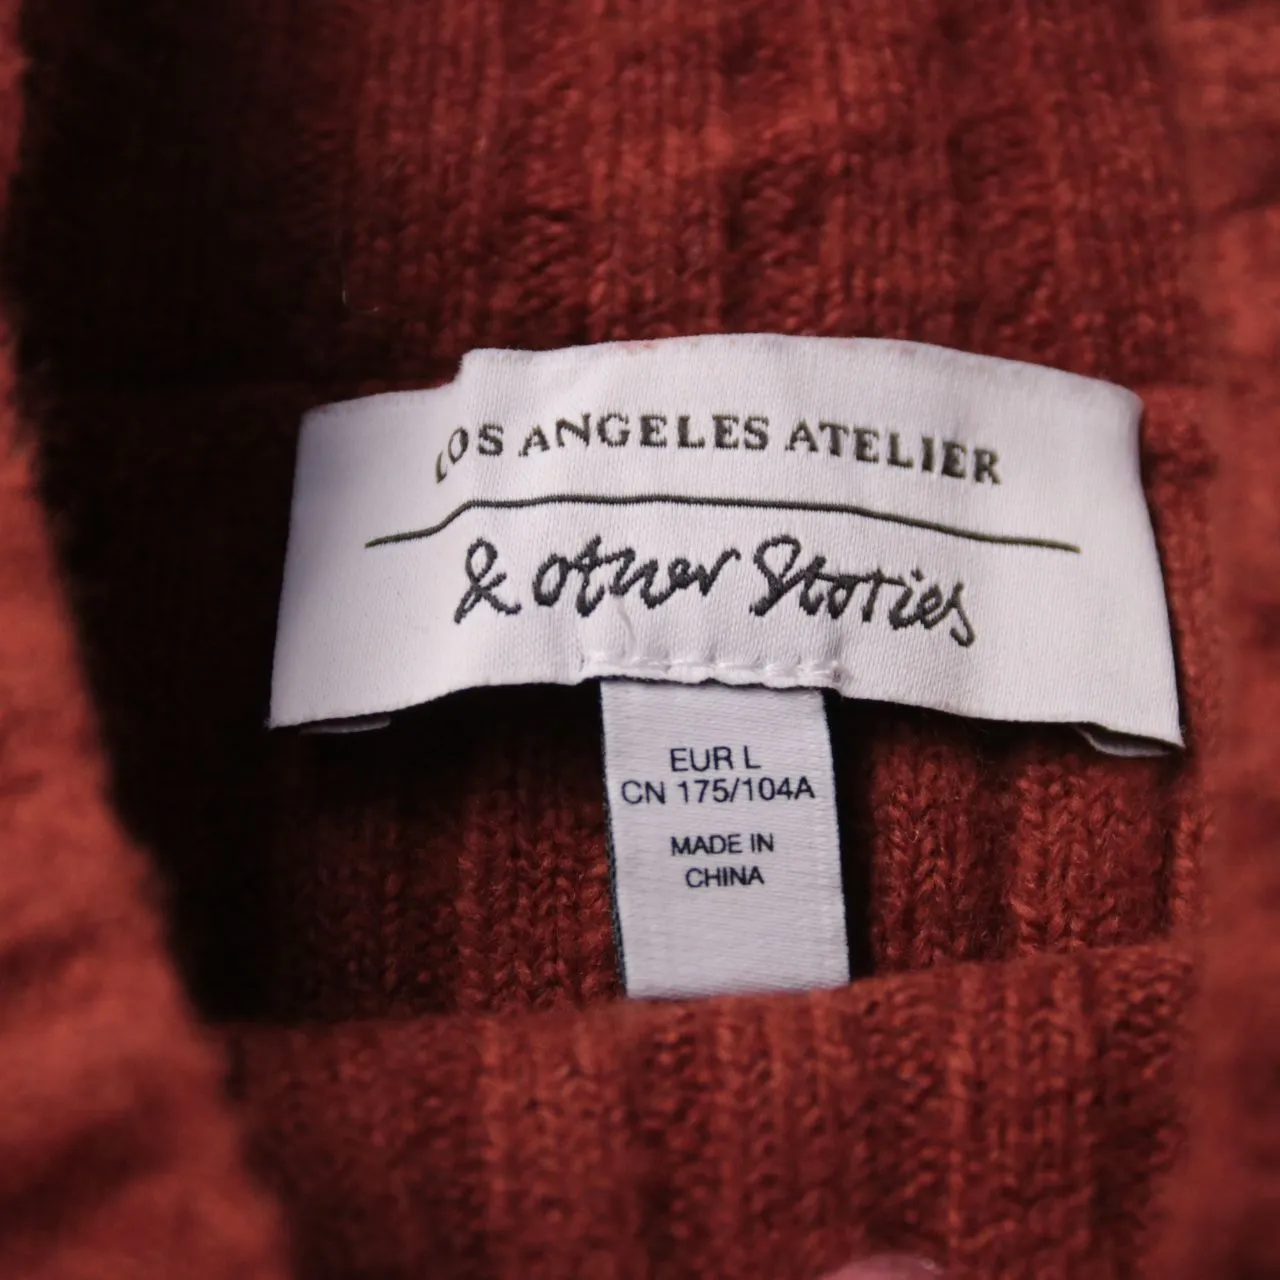 LOS ANGELES ATELIER
& other Stories
EUR L
CN 175/104A
MADE IN
CHINA